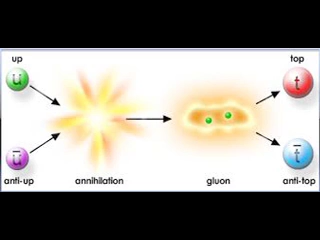 up
top
u
t
ū
t̄
anti-up
annihilation
gluon
anti-top